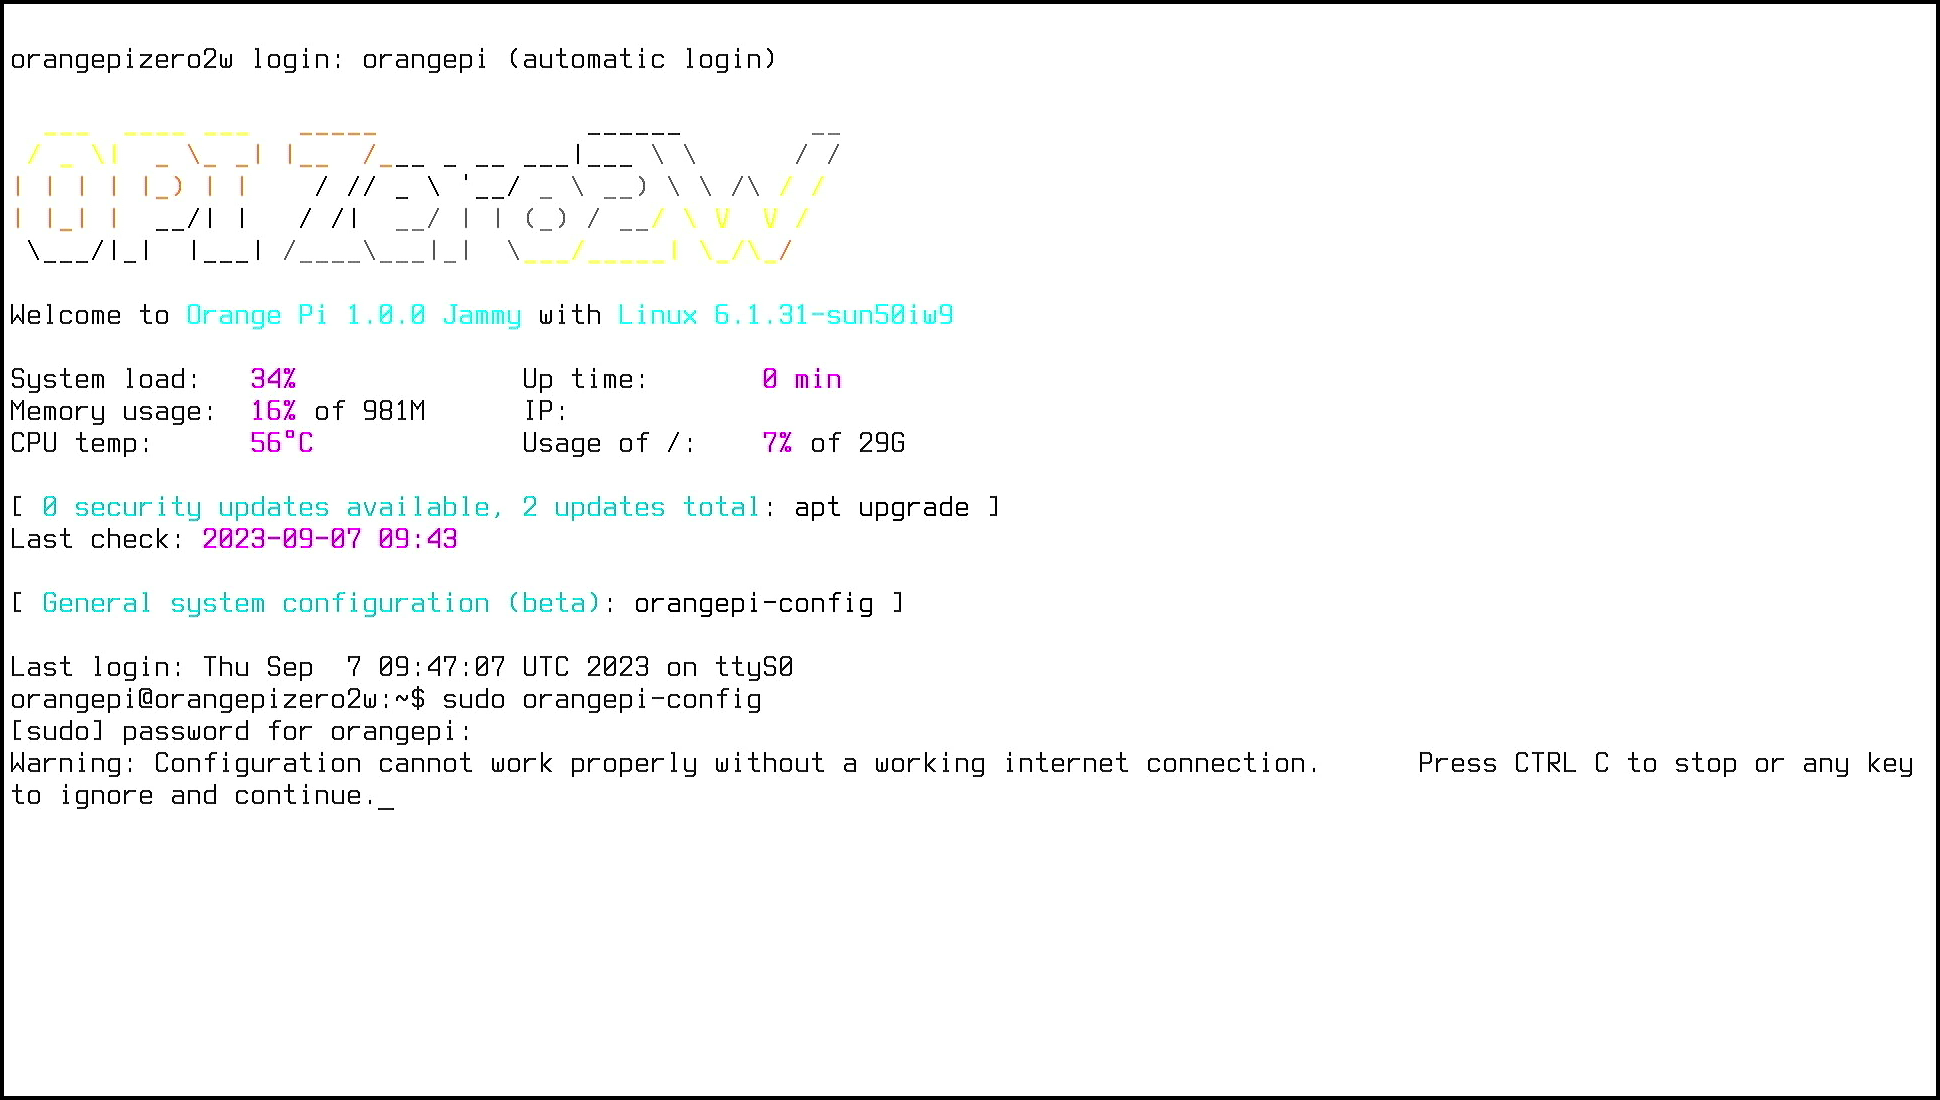 orangepizero2w login: orangepi (automatic login)
OPI Zero2W
Welcome to Orange Pi 1.0.0 Jammy with Linux 6.1.31-sun50iw9
System load: 34% Up time: 0 min
Memory usage: 16% of 981M IP:
CPU temp: 56°C Usage of /: 7% of 29G
[ 0 security updates available, 2 updates total: apt upgrade ]
Last check: 2023-09-07 09:43
[ General system configuration (beta): orangepi-config ]
Last login: Thu Sep  7 09:47:07 UTC 2023 on ttyS0
orangepi@orangepizero2w:~$ sudo orangepi-config
[sudo] password for orangepi:
Warning: Configuration cannot work properly without a working internet connection. Press CTRL C to stop or any key
to ignore and continue._